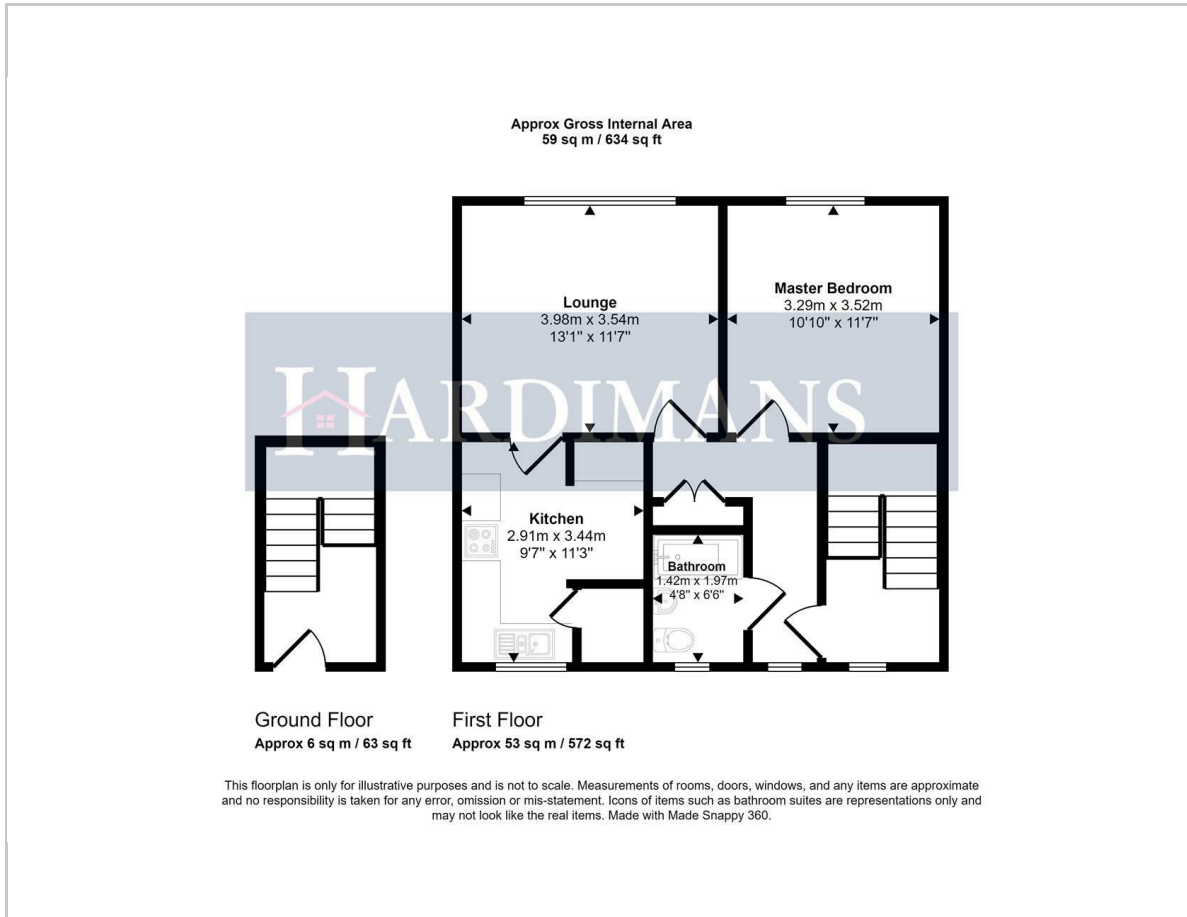 Approx Gross Internal Area
59 sq m / 634 sq ft
Lounge
3.98m x 3.54m
13'1" x 11'7"
Master Bedroom
3.29m x 3.52m
10'10" x 11'7"
HARDIMANS
Kitchen
2.91m x 3.44m
9'7" x 11'3"
Bathroom
1.42m x 1.97m
4'8" x 6'6"
Ground Floor
Approx 6 sq m / 63 sq ft
First Floor
Approx 53 sq m / 572 sq ft
This floorplan is only for illustrative purposes and is not to scale. Measurements of rooms, doors, windows, and any items are approximate
and no responsibility is taken for any error, omission or mis-statement. Icons of items such as bathroom suites are representations only and
may not look like the real items. Made with Made Snappy 360.